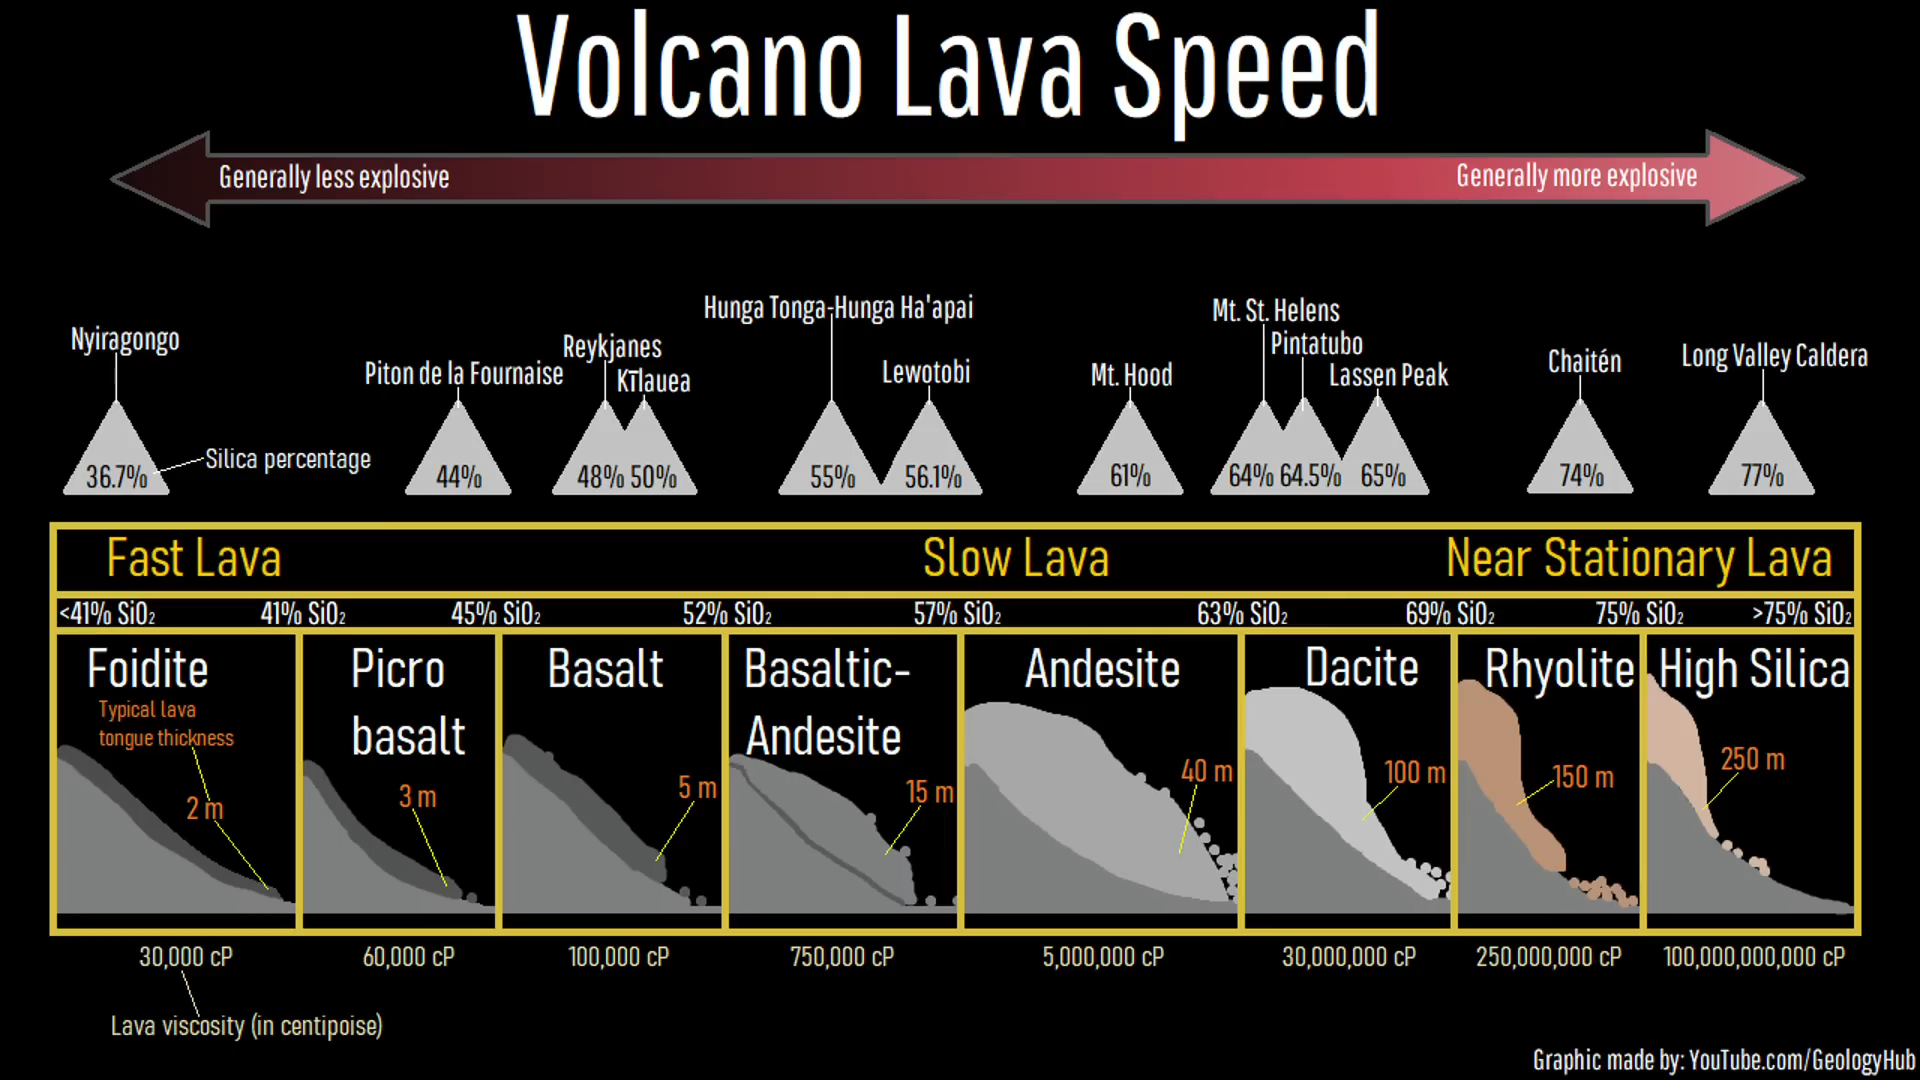 Volcano Lava Speed
Generally less explosive
Generally more explosive
Nyiragongo
Piton de la Fournaise
Reykjanes
Kīlauea
Hunga Tonga-Hunga Ha'apai
Lewotobi
Mt. Hood
Mt. St. Helens
Pintatubo
Lassen Peak
Chaitén
Long Valley Caldera
36.7%
Silica percentage
44%
48%
50%
55%
56.1%
61%
64%
64.5%
65%
74%
77%
Fast Lava
Slow Lava
Near Stationary Lava
<41% SiO₂
41% SiO₂
45% SiO₂
52% SiO₂
57% SiO₂
63% SiO₂
69% SiO₂
75% SiO₂
>75% SiO₂
Foidite
Typical lava
tongue thickness
2 m
Picro
basalt
3 m
Basalt
5 m
Basaltic-
Andesite
15 m
Andesite
40 m
Dacite
100 m
Rhyolite
150 m
High Silica
250 m
30,000 cP
60,000 cP
100,000 cP
750,000 cP
5,000,000 cP
30,000,000 cP
250,000,000 cP
100,000,000,000 cP
Lava viscosity (in centipoise)
Graphic made by: YouTube.com/GeologyHub